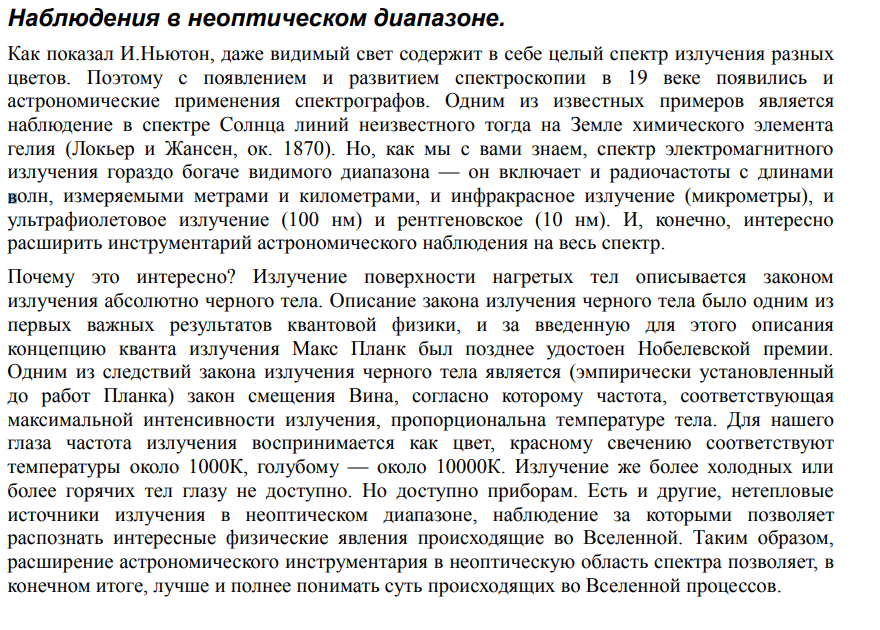 Наблюдения в неоптическом диапазоне.
Как показал И.Ньютон, даже видимый свет содержит в себе целый спектр излучения разных
цветов. Поэтому с появлением и развитием спектроскопии в 19 веке появились и
астрономические применения спектрографов. Одним из известных примеров является
наблюдение в спектре Солнца линий неизвестного тогда на Земле химического элемента
гелия (Локьер и Жансен, ок. 1870). Но, как мы с вами знаем, спектр электромагнитного
излучения гораздо богаче видимого диапазона — он включает и радиочастоты с длинами
волн, измеряемыми метрами и километрами, и инфракрасное излучение (микрометры), и
ультрафиолетовое излучение (100 нм) и рентгеновское (10 нм). И, конечно, интересно
расширить инструментарий астрономического наблюдения на весь спектр.
Почему это интересно? Излучение поверхности нагретых тел описывается законом
излучения абсолютно черного тела. Описание закона излучения черного тела было одним из
первых важных результатов квантовой физики, и за введенную для этого описания
концепцию кванта излучения Макс Планк был позднее удостоен Нобелевской премии.
Одним из следствий закона излучения черного тела является (эмпирически установленный
до работ Планка) закон смещения Вина, согласно которому частота, соответствующая
максимальной интенсивности излучения, пропорциональна температуре тела. Для нашего
глаза частота излучения воспринимается как цвет, красному свечению соответствуют
температуры около 1000К, голубому — около 10000К. Излучение же более холодных или
более горячих тел глазу не доступно. Но доступно приборам. Есть и другие, нетепловые
источники излучения в неоптическом диапазоне, наблюдение за которыми позволяет
распознать интересные физические явления происходящие во Вселенной. Таким образом,
расширение астрономического инструментария в неоптическую область спектра позволяет, в
конечном итоге, лучше и полнее понимать суть происходящих во Вселенной процессов.